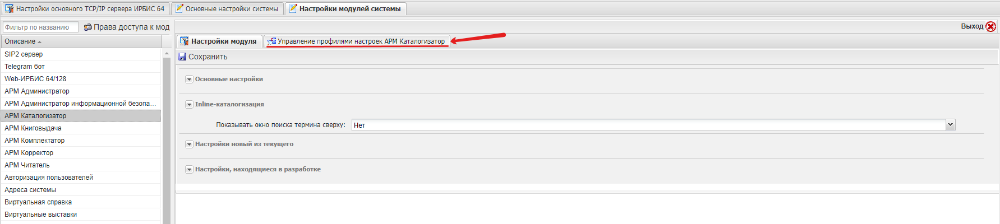 Настройки основного TCP/IP сервера ИРБИС 64
Основные настройки системы
Настройки модулей системы
Фильтр по названию
Права доступа к мод
Выход
Описание
Настройки модуля
Управление профилями настроек АРМ Каталогизатор
SIP2 сервер
Сохранить
Telegram бот
Web-ИРБИС 64/128
Основные настройки
АРМ Администратор
АРМ Администратор информационной безопа...
Inline-каталогизация
АРМ Каталогизатор
АРМ Книговыдача
Показывать окно поиска термина сверху:
Нет
АРМ Комплектатор
Настройки новый из текущего
АРМ Корректор
АРМ Читатель
Настройки, находящиеся в разработке
Авторизация пользователей
Адреса системы
Виртуальная справка
Виртуальные выставки